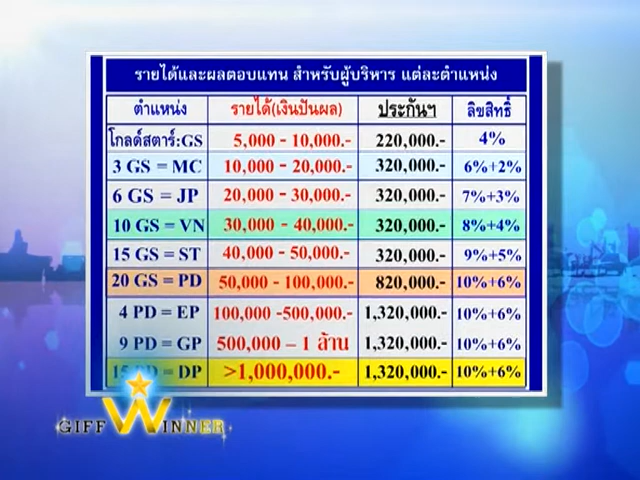 รายได้และผลตอบแทน สำหรับผู้บริหาร แต่ละตำแหน่ง
ตำแหน่ง รายได้(เงินปันผล) ประกันฯ ลิขสิทธิ์
โกลด์สตาร์:GS 5,000 - 10,000.- 220,000.- 4%
3 GS = MC 10,000 - 20,000.- 320,000.- 6%+2%
6 GS = JP 20,000 - 30,000.- 320,000.- 7%+3%
10 GS = VN 30,000 - 40,000.- 320,000.- 8%+4%
15 GS = ST 40,000 - 50,000.- 320,000.- 9%+5%
20 GS = PD 50,000 - 100,000.- 820,000.- 10%+6%
4 PD = EP 100,000 -500,000.- 1,320,000.- 10%+6%
9 PD = GP 500,000 – 1 ล้าน 1,320,000.- 10%+6%
= DP >1,000,000.- 1,320,000.- 10%+6%
GIFF WINNER